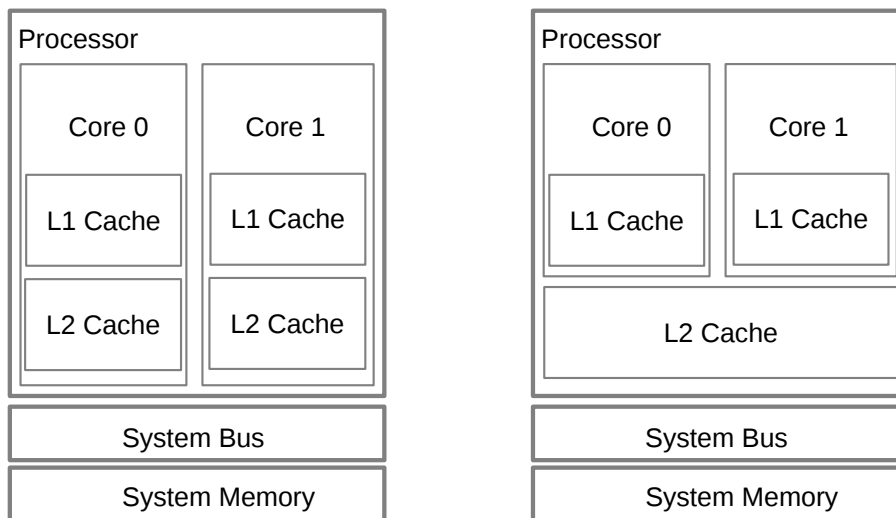 Processor
Core 0
Core 1
L1 Cache
L1 Cache
L2 Cache
L2 Cache
System Bus
System Memory
Processor
Core 0
Core 1
L1 Cache
L1 Cache
L2 Cache
System Bus
System Memory